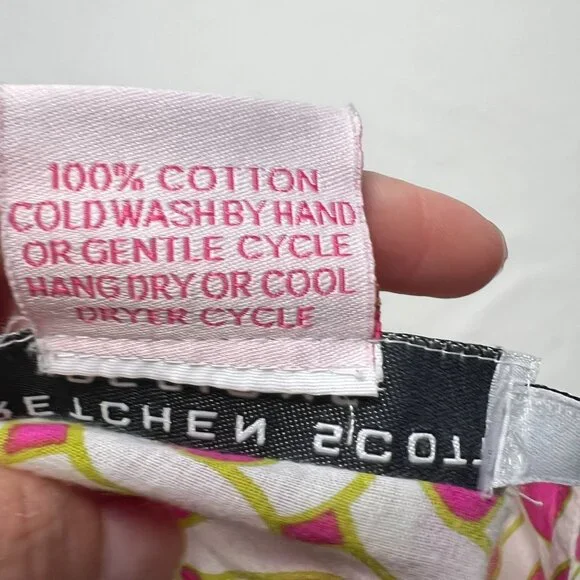 100% COTTON
COLD WASH BY HAND
OR GENTLE CYCLE
HANG DRY OR COOL
DRYER CYCLE
RETCHEN SCOTT